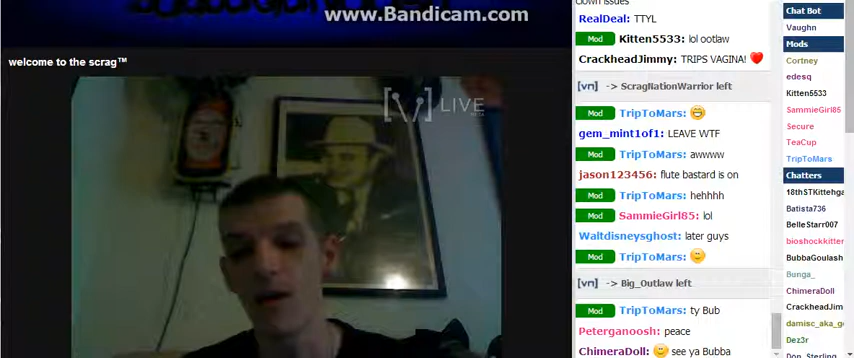 www.Bandicam.com
welcome to the scrag™
[V] LIVE
clown issues
RealDeal: TTYL
Mod Kitten5533: lol ootlaw
CrackheadJimmy: TRIPS VAGINA!
[vn] -> ScragNationWarrior left
Mod TripToMars:
gem_mint1of1: LEAVE WTF
Mod TripToMars: awwww
jason123456: flute bastard is on
Mod TripToMars: hehhhh
Mod SammieGirl85: lol
Waltdisneysghost: later guys
Mod TripToMars:
[vn] -> Big_Outlaw left
Mod TripToMars: ty Bub
Peterganoosh: peace
ChimeraDoll: see ya Bubba
Chat Bot
Vaughn
Mods
Cortney
edesq
Kitten5533
SammieGirl85
Secure
TeaCup
TripToMars
Chatters
18thSTKittehga
Batista736
BelleStarr007
bioshockkitten
BubbaGoulash
Bunga_
ChimeraDoll
CrackheadJim
damisc_aka_g
Dez3r
Don_Sterling